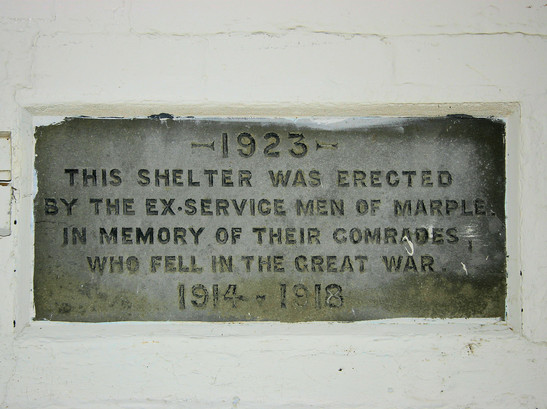 -1923-
THIS SHELTER WAS ERECTED
BY THE EX-SERVICE MEN OF MARPLE.
IN MEMORY OF THEIR COMRADES,
WHO FELL IN THE GREAT WAR.
1914 - 1918